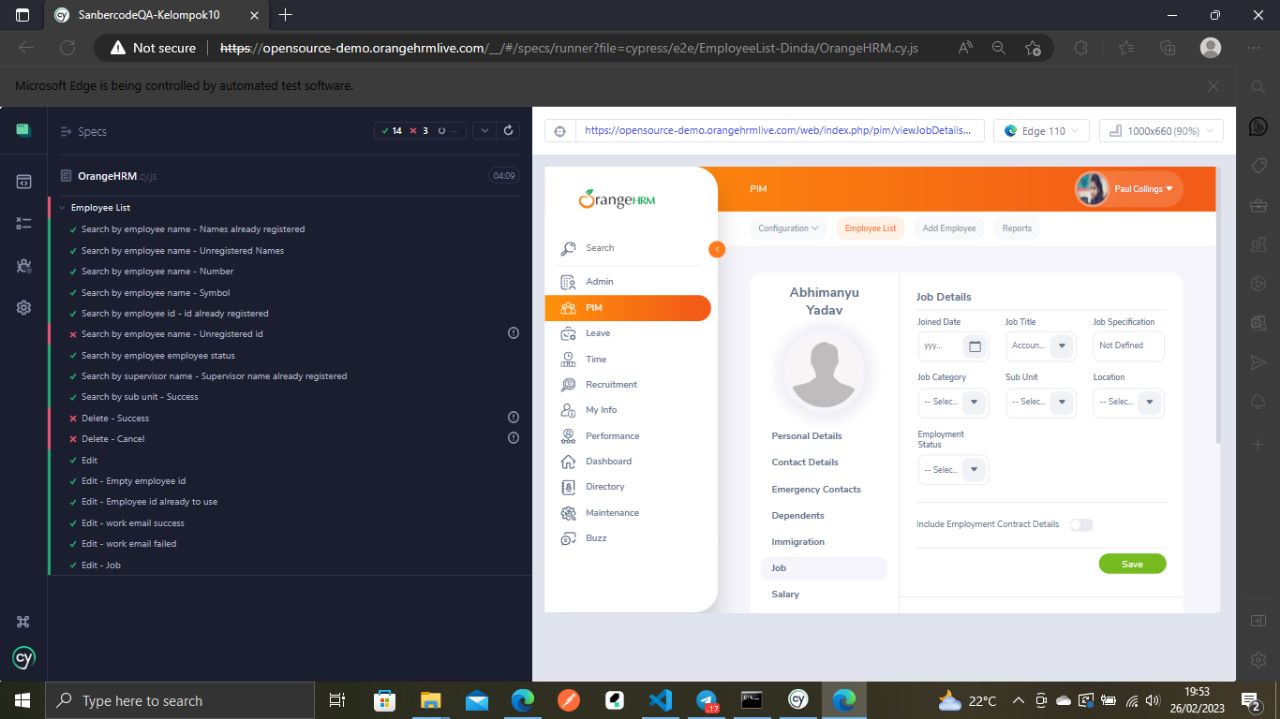 SanbercodeQA-Kelompok10
Not secure
https://opensource-demo.orangehrmlive.com/__/#/specs/runner?file=cypress/e2e/EmployeeList-Dinda/OrangeHRM.cy.js
Microsoft Edge is being controlled by automated test software.
Specs
14
3
--
OrangeHRM cy.js
04:09
Employee List
Search by employee name - Names already registered
Search by employee name - Unregistered Names
Search by employee name - Number
Search by employee name - Symbol
Search by employee id - id already registered
Search by employee name - Unregistered id
Search by employee employee status
Search by supervisor name - Supervisor name already registered
Search by sub unit - Success
Delete - Success
Delete - Cancel
Edit
Edit - Empty employee id
Edit - Employee id already to use
Edit - work email success
Edit - work email failed
Edit - Job
cy
https://opensource-demo.orangehrmlive.com/web/index.php/pim/viewJobDetails...
Edge 110
1000x660 (90%)
OrangeHRM
Search
Admin
PIM
Leave
Time
Recruitment
My Info
Performance
Dashboard
Directory
Maintenance
Buzz
PIM
Paul Collings
Configuration
Employee List
Add Employee
Reports
Abhimanyu
Yadav
Personal Details
Contact Details
Emergency Contacts
Dependents
Immigration
Job
Salary
Job Details
Joined Date
Job Title
Job Specification
yyy...
Accoun...
Not Defined
Job Category
Sub Unit
Location
-- Selec...
-- Selec...
-- Selec...
Employment
Status
-- Selec...
Include Employment Contract Details
Save
Type here to search
17
cy
22°C
19:53
26/02/2023
2